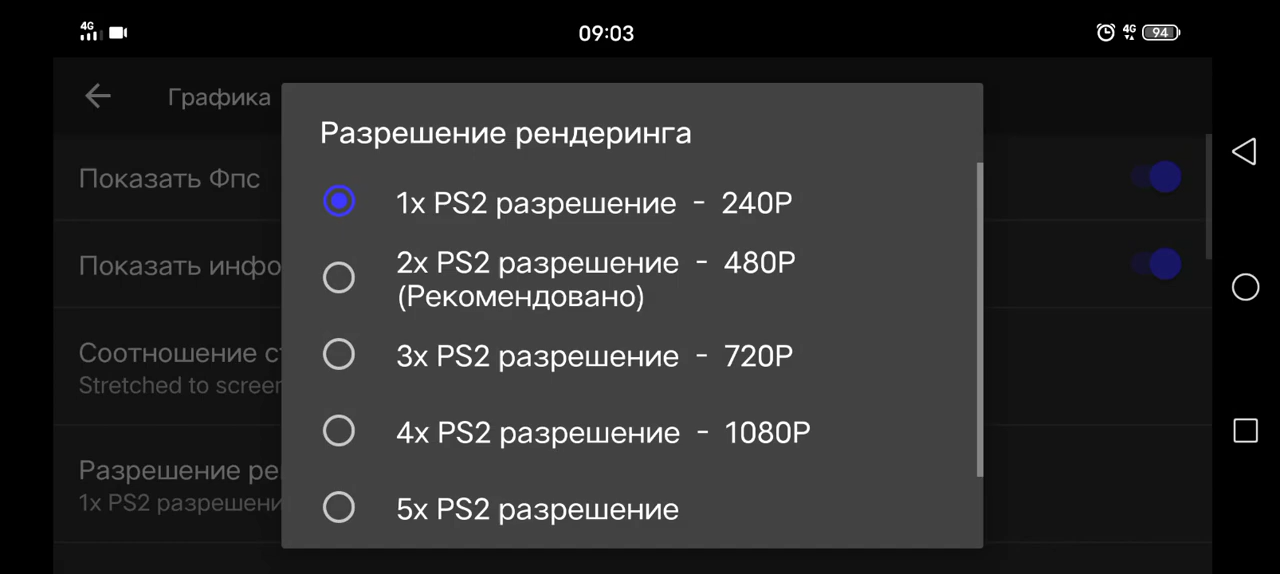 4G 09:03 4G 94
Графика
Разрешение рендеринга
Показать Фпс
1x PS2 разрешение - 240P
Показать инфо
2x PS2 разрешение - 480P
(Рекомендовано)
Соотношение
Stretched to screen
3x PS2 разрешение - 720P
4x PS2 разрешение - 1080P
Разрешение ре
1x PS2 разрешени
5x PS2 разрешение